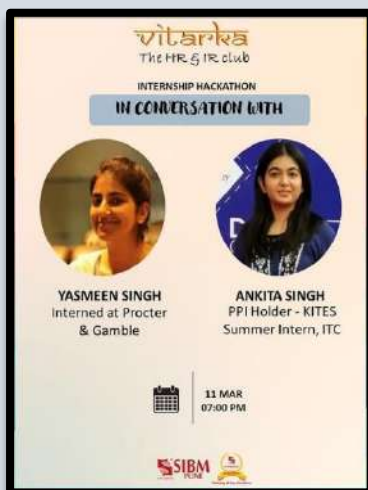 vitarka
The HR & IR club
INTERNSHIP HACKATHON
IN CONVERSATION WITH
YASMEEN SINGH
Interned at Procter
& Gamble
ANKITA SINGH
PPI Holder - KITES
Summer Intern, ITC
11 MAR
07:00 PM
SIBM
PUNE